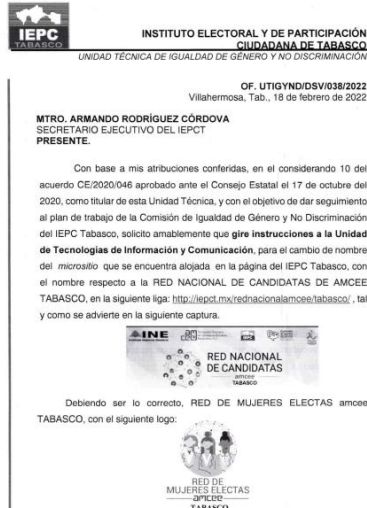 IEPC
TABASCO
INSTITUTO ELECTORAL Y DE PARTICIPACIÓN
CIUDADANA DE TABASCO
UNIDAD TÉCNICA DE IGUALDAD DE GÉNERO Y NO DISCRIMINACIÓN
OF. UTIGYND/DSV/038/2022
Villahermosa, Tab., 18 de febrero de 2022
MTRO. ARMANDO RODRÍGUEZ CÓRDOVA
SECRETARIO EJECUTIVO DEL IEPCT
PRESENTE.
Con base a mis atribuciones conferidas, en el considerando 10 del
acuerdo CE/2020/046 aprobado ante el Consejo Estatal el 17 de octubre del
2020, como titular de esta Unidad Técnica, y con el objetivo de dar seguimiento
al plan de trabajo de la Comisión de Igualdad de Género y No Discriminación
del IEPC Tabasco, solicito amablemente que gire instrucciones a la Unidad
de Tecnologías de Información y Comunicación, para el cambio de nombre
del micrositio que se encuentra alojada en la página del IEPC Tabasco, con
el nombre respecto a la RED NACIONAL DE CANDIDATAS DE AMCEE
TABASCO, en la siguiente liga: http://iepct.mx/rednacionalamcee/tabasco/ , tal
y como se advierte en la siguiente captura.
INE
RED NACIONAL
DE CANDIDATAS
amcee
TABASCO
Debiendo ser lo correcto, RED DE MUJERES ELECTAS amcee
TABASCO, con el siguiente logo:
RED DE
MUJERES ELECTAS
amcee
TABASCO